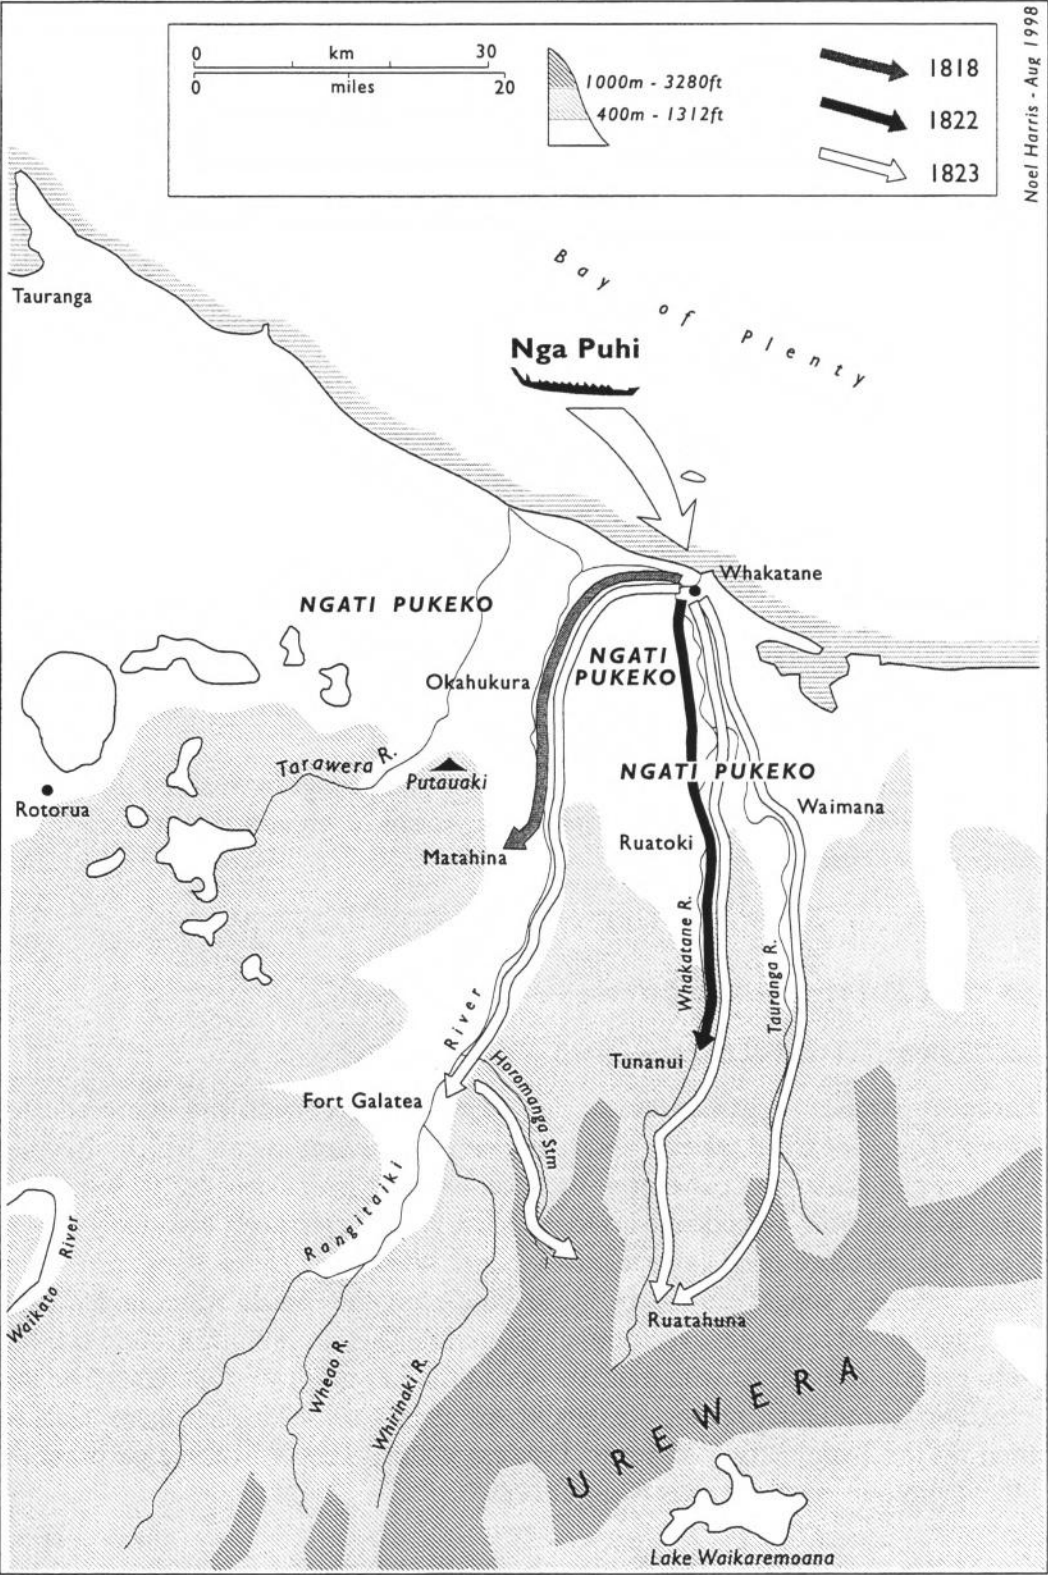 0 km 30
0 miles 20
1000m - 3280ft
400m - 1312ft
1818
1822
1823
Noel Harris - Aug 1998
Tauranga
Bay of Plenty
Nga Puhi
Whakatane
NGATI PUKEKO
NGATI
PUKEKO
Okahukura
Tarawera R.
Putauaki
NGATI PUKEKO
Rotorua
Waimana
Ruatoki
Matahina
Whakatane R.
Tauranga R.
River
Horomanga Stm
Tunanui
Fort Galatea
Rangitaiki
River
Waikato
Ruatahuna
Wheao R.
Whirinaki R.
UREWERA
Lake Waikaremoana